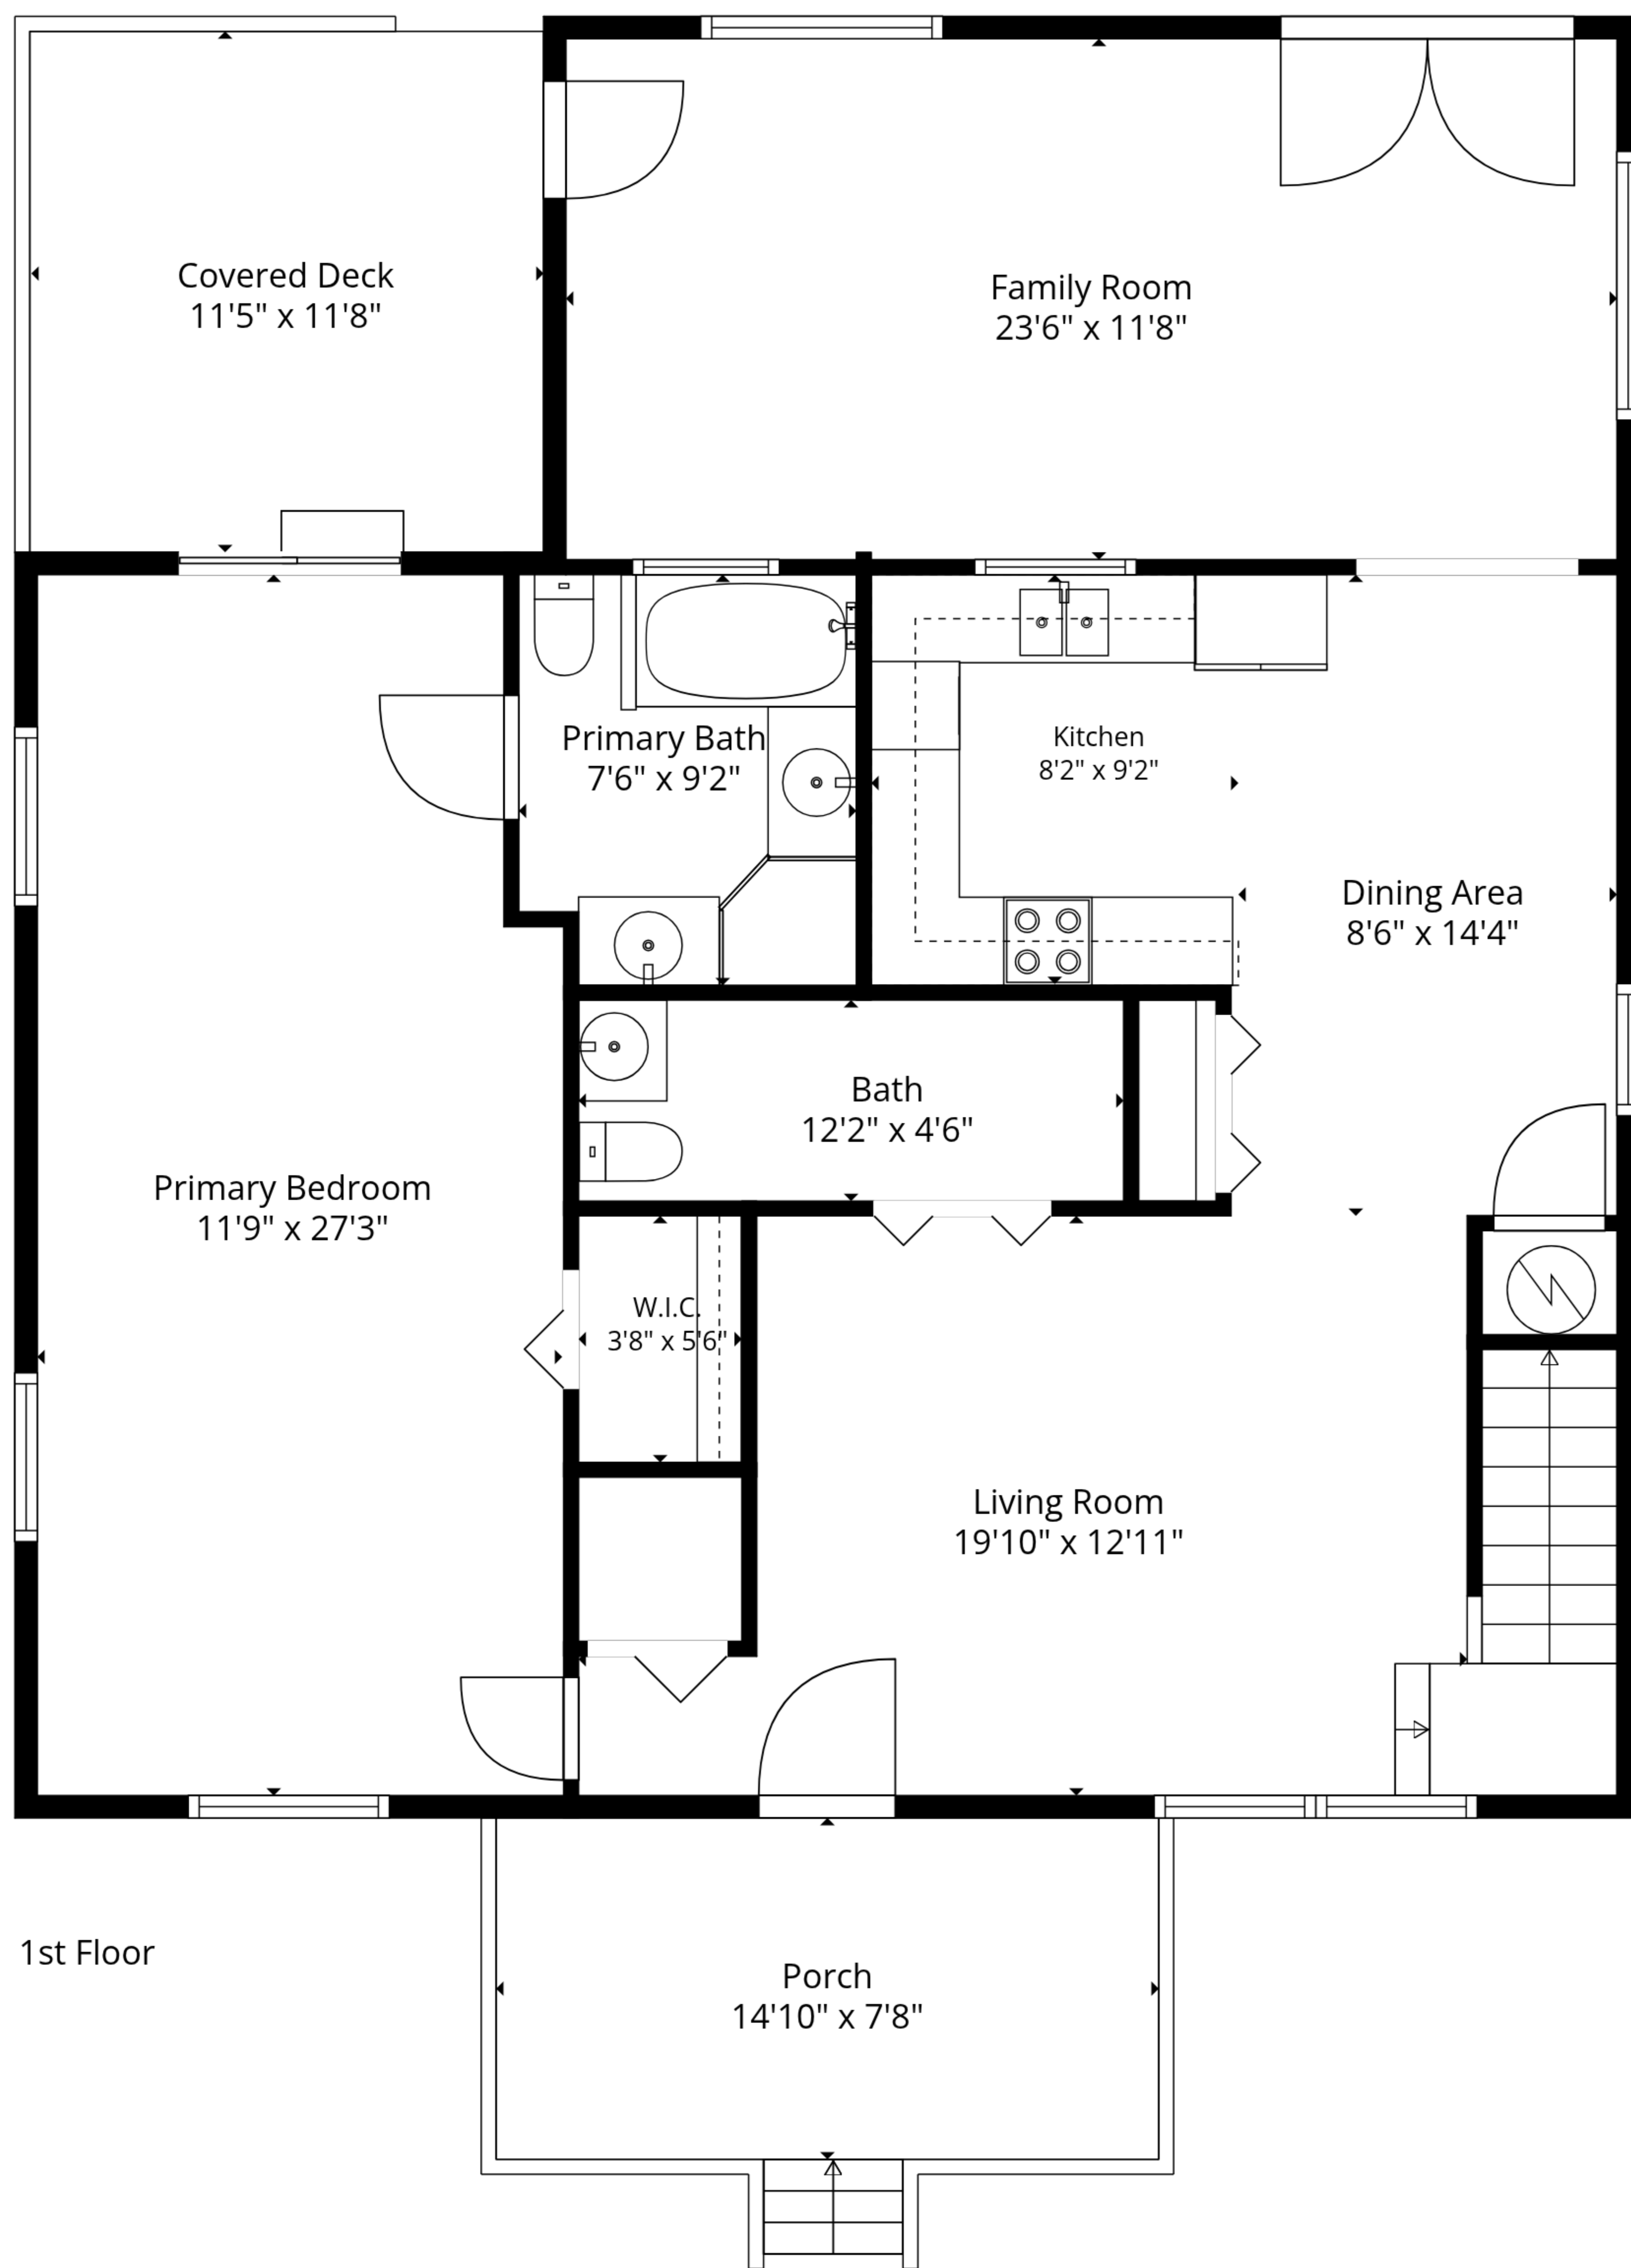 Covered Deck
11'5" x 11'8"
Family Room
23'6" x 11'8"
Primary Bath
7'6" x 9'2"
Kitchen
8'2" x 9'2"
Dining Area
8'6" x 14'4"
Bath
12'2" x 4'6"
Primary Bedroom
11'9" x 27'3"
W.I.C.
3'8" x 5'6"
Living Room
19'10" x 12'11"
1st Floor
Porch
14'10" x 7'8"